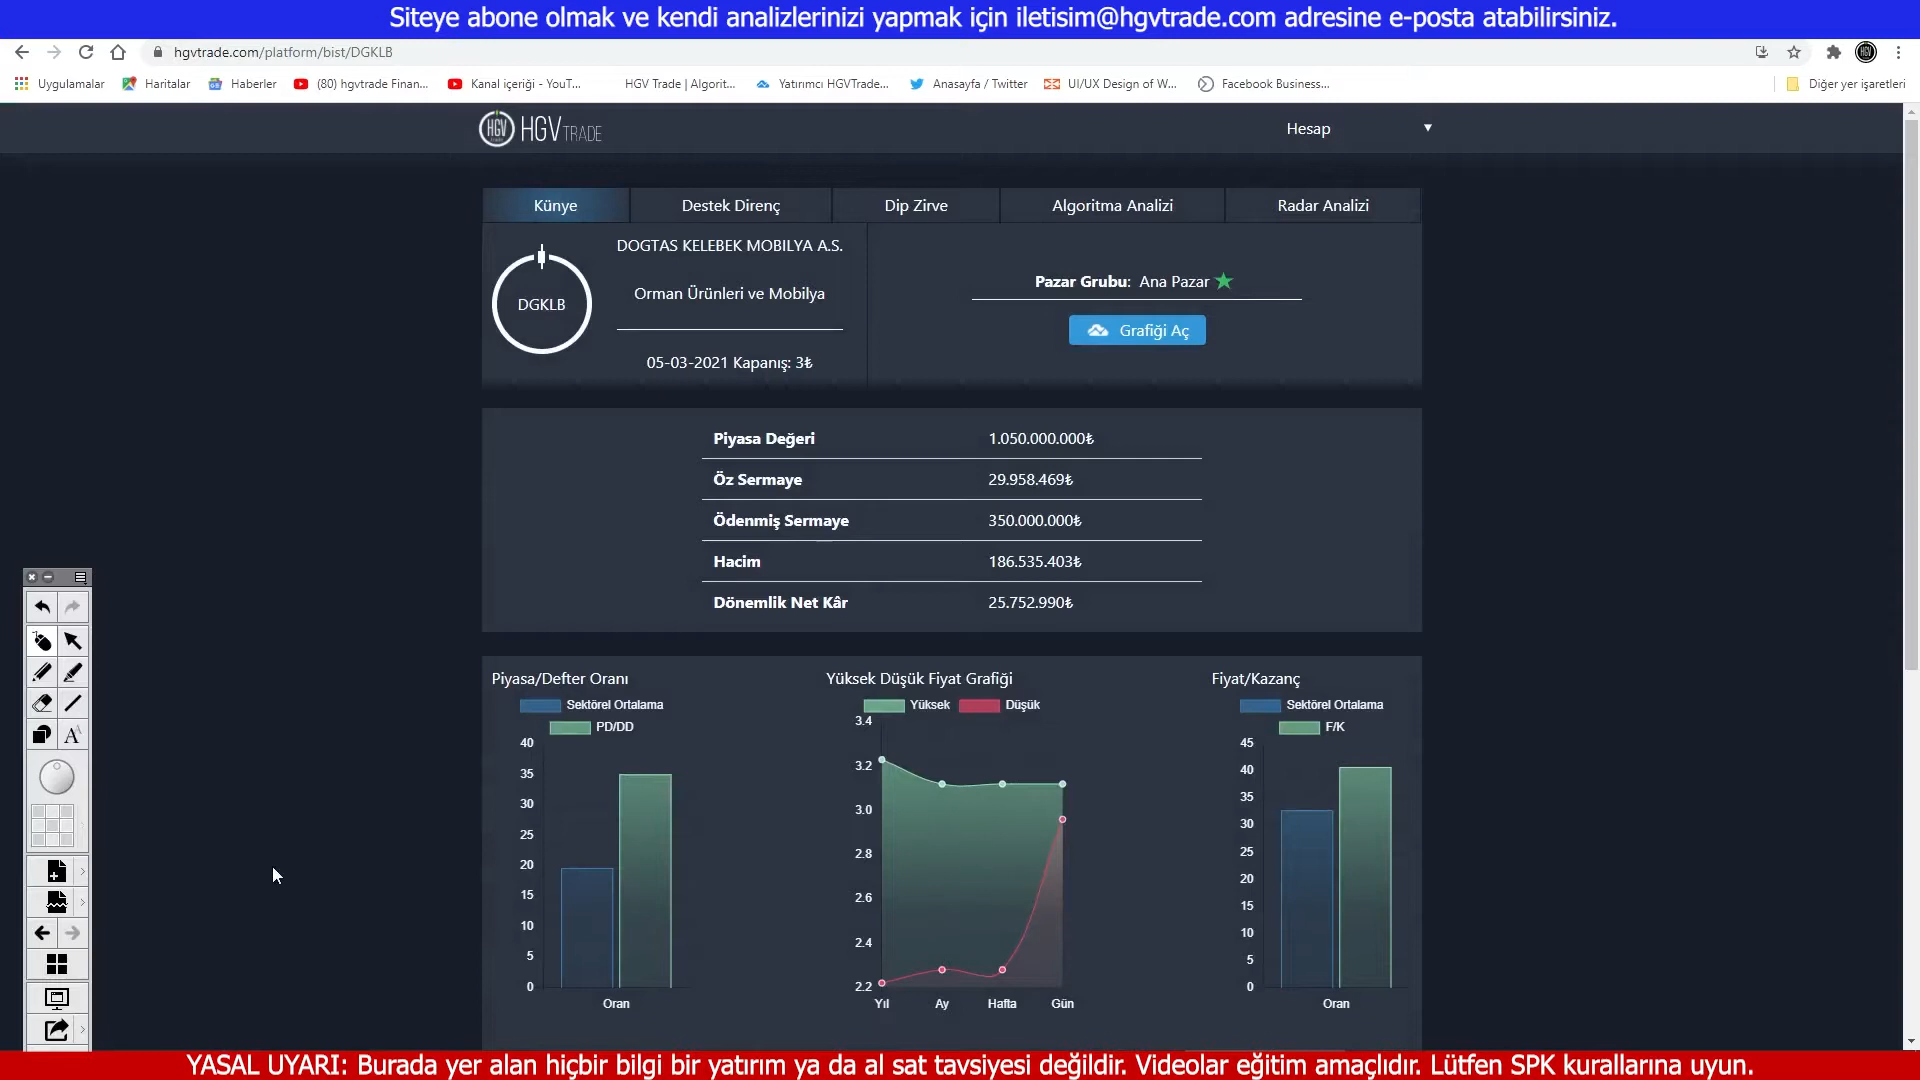 Siteye abone olmak ve kendi analizlerinizi yapmak için iletisim@hgvtrade.com adresine e-posta atabilirsiniz.
hgvtrade.com/platform/bist/DGKLB
Uygulamalar Haritalar Haberler (80) hgvtrade Finan... Kanal içeriği - YouT... HGV Trade | Algorit... Yatırımcı HGVTrade... Anasayfa / Twitter UI/UX Design of W... Facebook Business... Diğer yer işaretleri
HGV HGV TRADE
Hesap
Künye Destek Direnç Dip Zirve Algoritma Analizi Radar Analizi
DGKLB
DOGTAS KELEBEK MOBILYA A.S.
Orman Ürünleri ve Mobilya
05-03-2021 Kapanış: 3₺
Pazar Grubu: Ana Pazar
Grafiği Aç
Piyasa Değeri 1.050.000.000₺
Öz Sermaye 29.958.469₺
Ödenmiş Sermaye 350.000.000₺
Hacim 186.535.403₺
Dönemlik Net Kâr 25.752.990₺
Piyasa/Defter Oranı
Sektörel Ortalama
PD/DD
40
35
30
25
20
15
10
5
0
Oran
Yüksek Düşük Fiyat Grafiği
Yüksek Düşük
3.4
3.2
3.0
2.8
2.6
2.4
2.2
Yıl Ay Hafta Gün
Fiyat/Kazanç
Sektörel Ortalama
F/K
45
40
35
30
25
20
15
10
5
0
Oran
A
YASAL UYARI: Burada yer alan hiçbir bilgi bir yatırım ya da al sat tavsiyesi değildir. Videolar eğitim amaçlıdır. Lütfen SPK kurallarına uyun.